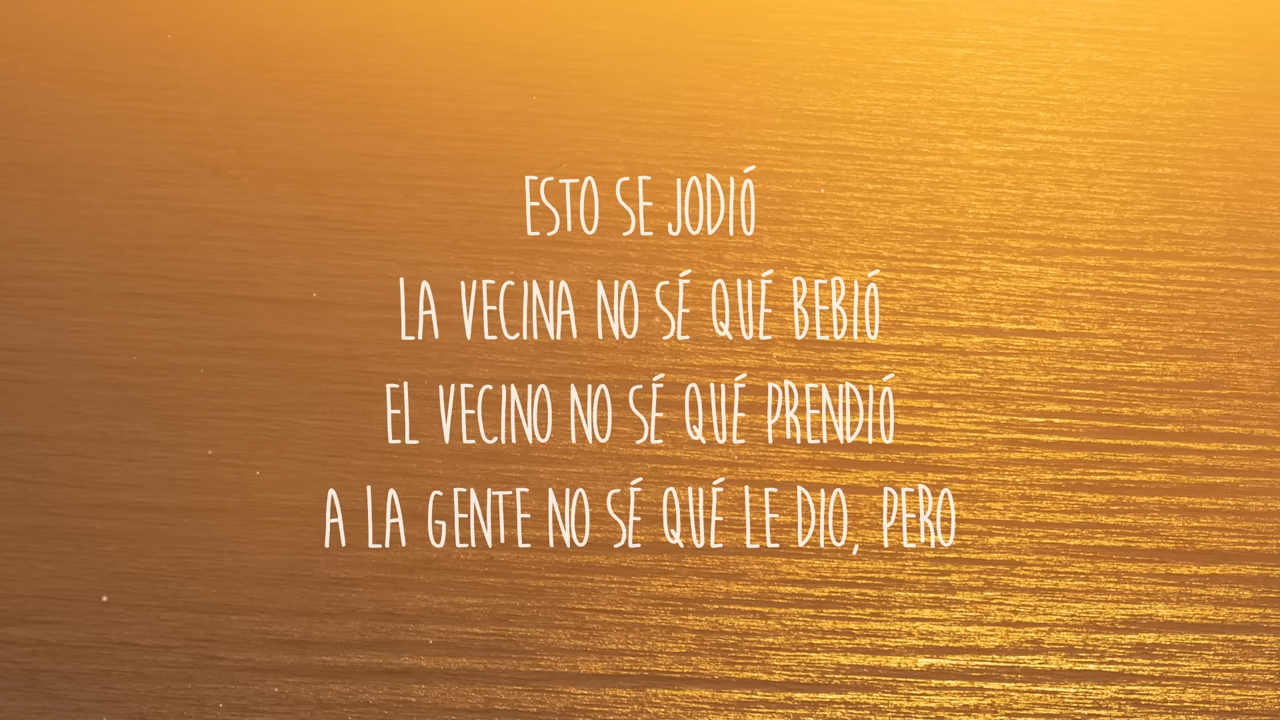 ESTO SE JODIÓ
LA VECINA NO SÉ QUÉ BEBIÓ
EL VECINO NO SÉ QUÉ PRENDIÓ
A LA GENTE NO SÉ QUÉ LE DIO, PERO